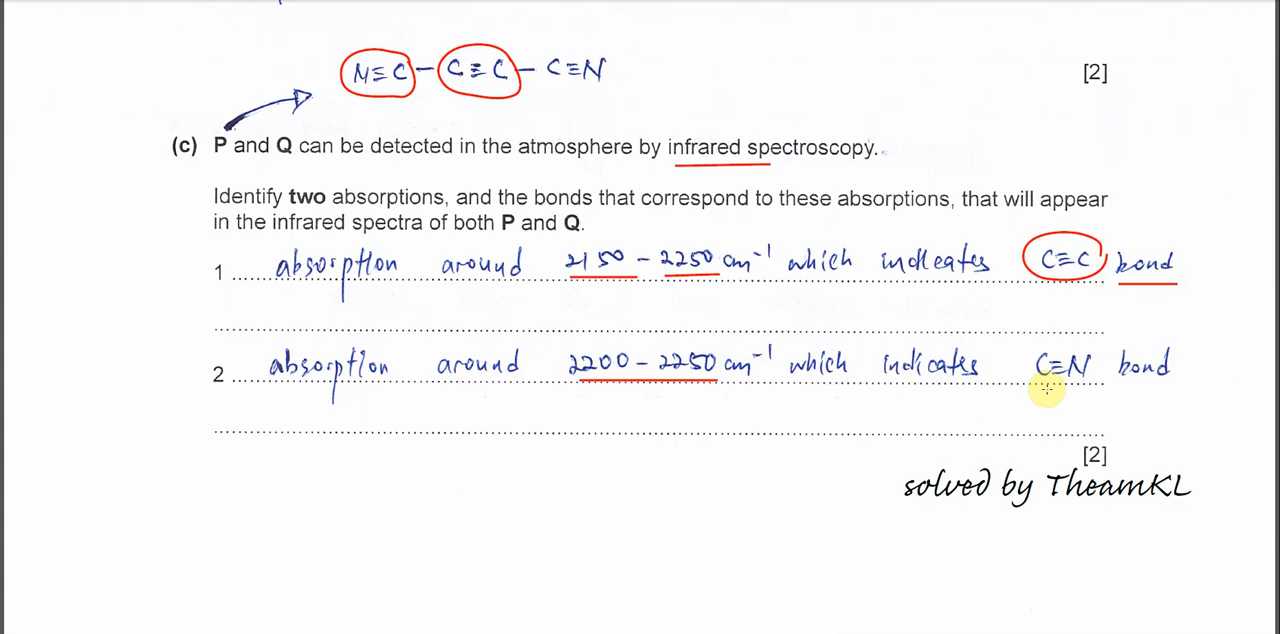 N≡C — C≡C — C≡N
[2]
(c) P and Q can be detected in the atmosphere by infrared spectroscopy.
Identify two absorptions, and the bonds that correspond to these absorptions, that will appear
in the infrared spectra of both P and Q.
1 absorption around 2150 – 2250 cm⁻¹ which indicates C≡C bond
2 absorption around 2200 – 2250 cm⁻¹ which indicates C≡N bond
[2]
solved by TheamKL